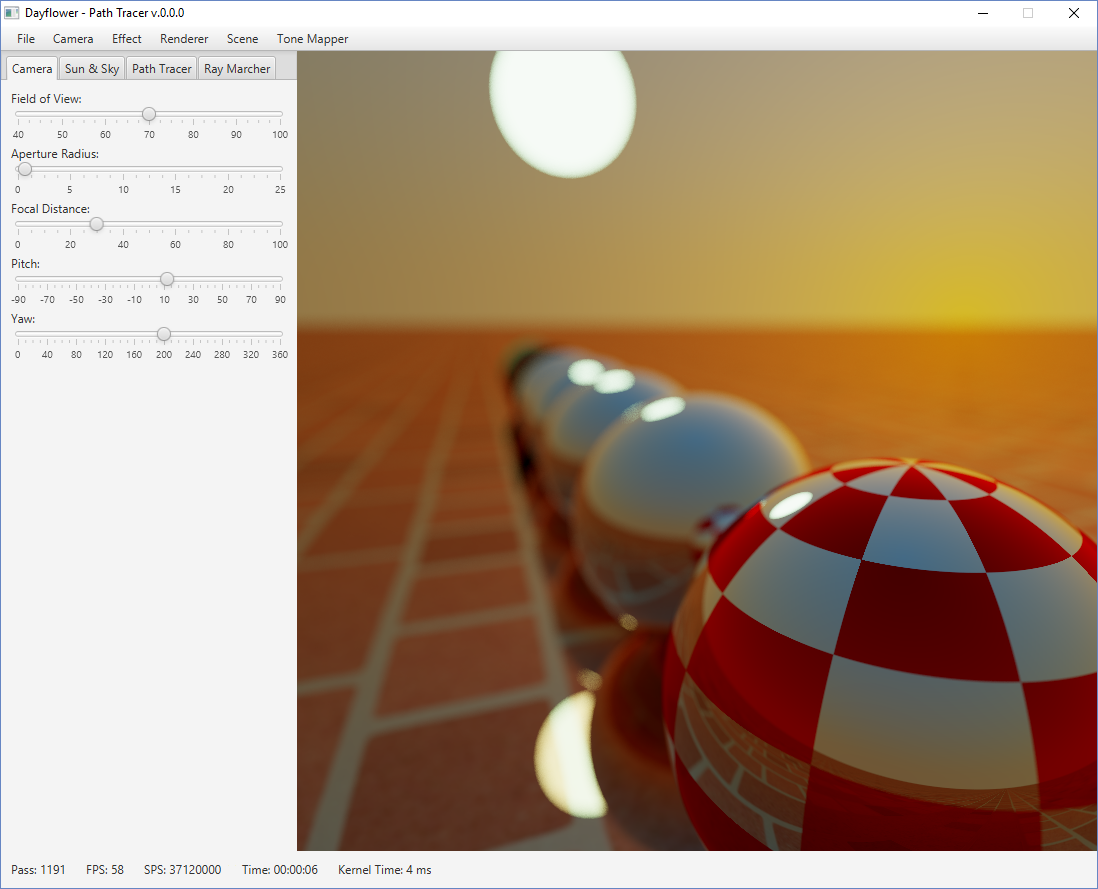 Dayflower - Path Tracer v.0.0.0
File Camera Effect Renderer Scene Tone Mapper
Camera Sun & Sky Path Tracer Ray Marcher
Field of View:
40 50 60 70 80 90 100
Aperture Radius:
0 5 10 15 20 25
Focal Distance:
0 20 40 60 80 100
Pitch:
-90 -70 -50 -30 -10 10 30 50 70 90
Yaw:
0 40 80 120 160 200 240 280 320 360
Pass: 1191 FPS: 58 SPS: 37120000 Time: 00:00:06 Kernel Time: 4 ms